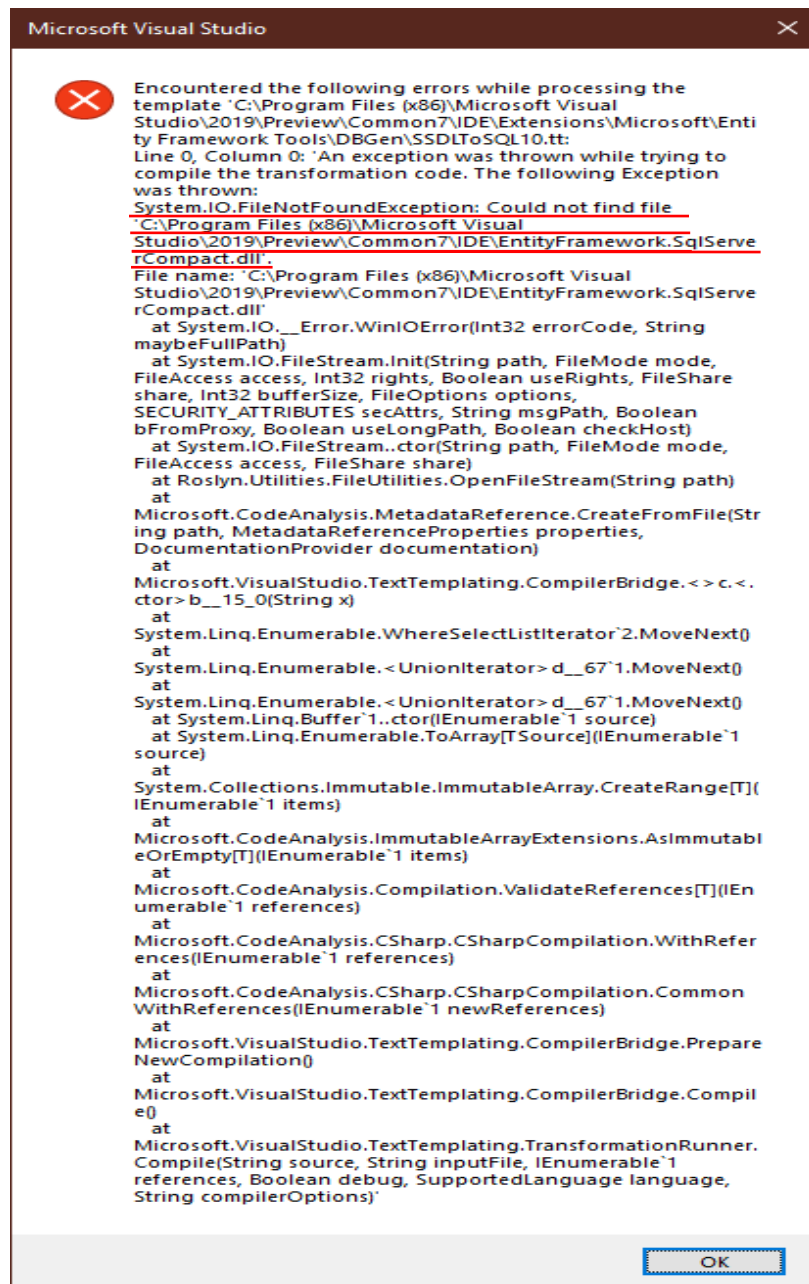 Microsoft Visual Studio
Encountered the following errors while processing the
template 'C:\Program Files (x86)\Microsoft Visual
Studio\2019\Preview\Common7\IDE\Extensions\Microsoft\Enti
ty Framework Tools\DBGen\SSDLToSQL10.tt:
Line 0, Column 0: 'An exception was thrown while trying to
compile the transformation code. The following Exception
was thrown:
System.IO.FileNotFoundException: Could not find file
'C:\Program Files (x86)\Microsoft Visual
Studio\2019\Preview\Common7\IDE\EntityFramework.SqlServe
rCompact.dll'.
File name: 'C:\Program Files (x86)\Microsoft Visual
Studio\2019\Preview\Common7\IDE\EntityFramework.SqlServe
rCompact.dll'
at System.IO.__Error.WinIOError(Int32 errorCode, String
maybeFullPath)
at System.IO.FileStream.Init(String path, FileMode mode,
FileAccess access, Int32 rights, Boolean useRights, FileShare
share, Int32 bufferSize, FileOptions options,
SECURITY_ATTRIBUTES secAttrs, String msgPath, Boolean
bFromProxy, Boolean useLongPath, Boolean checkHost)
at System.IO.FileStream..ctor(String path, FileMode mode,
FileAccess access, FileShare share)
at Roslyn.Utilities.FileUtilities.OpenFileStream(String path)
at
Microsoft.CodeAnalysis.MetadataReference.CreateFromFile(Str
ing path, MetadataReferenceProperties properties,
DocumentationProvider documentation)
at
Microsoft.VisualStudio.TextTemplating.CompilerBridge.<>c.<.
ctor>b__15_0(String x)
at
System.Linq.Enumerable.WhereSelectListIterator`2.MoveNext()
at
System.Linq.Enumerable.<UnionIterator>d__67`1.MoveNext()
at
System.Linq.Enumerable.<UnionIterator>d__67`1.MoveNext()
at System.Linq.Buffer`1..ctor(IEnumerable`1 source)
at System.Linq.Enumerable.ToArray[TSource](IEnumerable`1
source)
at
System.Collections.Immutable.ImmutableArray.CreateRange[T](
IEnumerable`1 items)
at
Microsoft.CodeAnalysis.ImmutableArrayExtensions.AsImmutabl
eOrEmpty[T](IEnumerable`1 items)
at
Microsoft.CodeAnalysis.Compilation.ValidateReferences[T](IEn
umerable`1 references)
at
Microsoft.CodeAnalysis.CSharp.CSharpCompilation.WithRefer
ences(IEnumerable`1 references)
at
Microsoft.CodeAnalysis.CSharp.CSharpCompilation.Common
WithReferences(IEnumerable`1 newReferences)
at
Microsoft.VisualStudio.TextTemplating.CompilerBridge.Prepare
NewCompilation()
at
Microsoft.VisualStudio.TextTemplating.CompilerBridge.Compil
e()
at
Microsoft.VisualStudio.TextTemplating.TransformationRunner.
Compile(String source, String inputFile, IEnumerable`1
references, Boolean debug, SupportedLanguage language,
String compilerOptions)'
OK